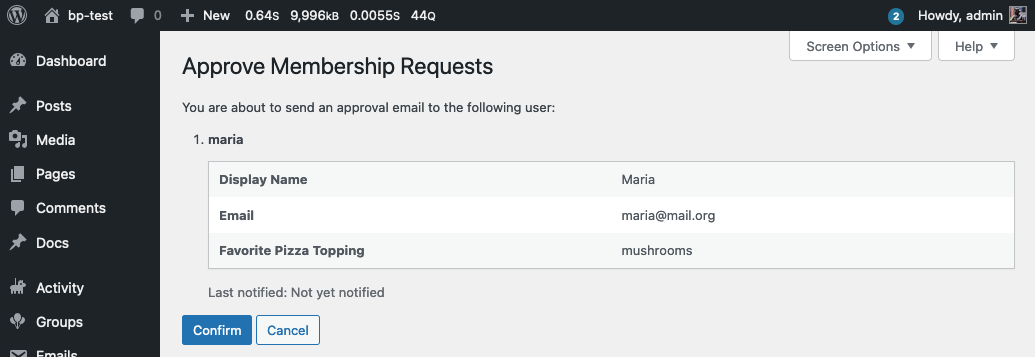 bp-test 0 New 0.64S 9,996KB 0.0055S 44Q 2 Howdy, admin
Screen Options Help
Dashboard
Approve Membership Requests
Posts
You are about to send an approval email to the following user:
Media
1. maria
Pages
Display Name Maria
Comments
Email maria@mail.org
Docs
Favorite Pizza Topping mushrooms
Activity
Last notified: Not yet notified
Groups
Confirm Cancel
Emails